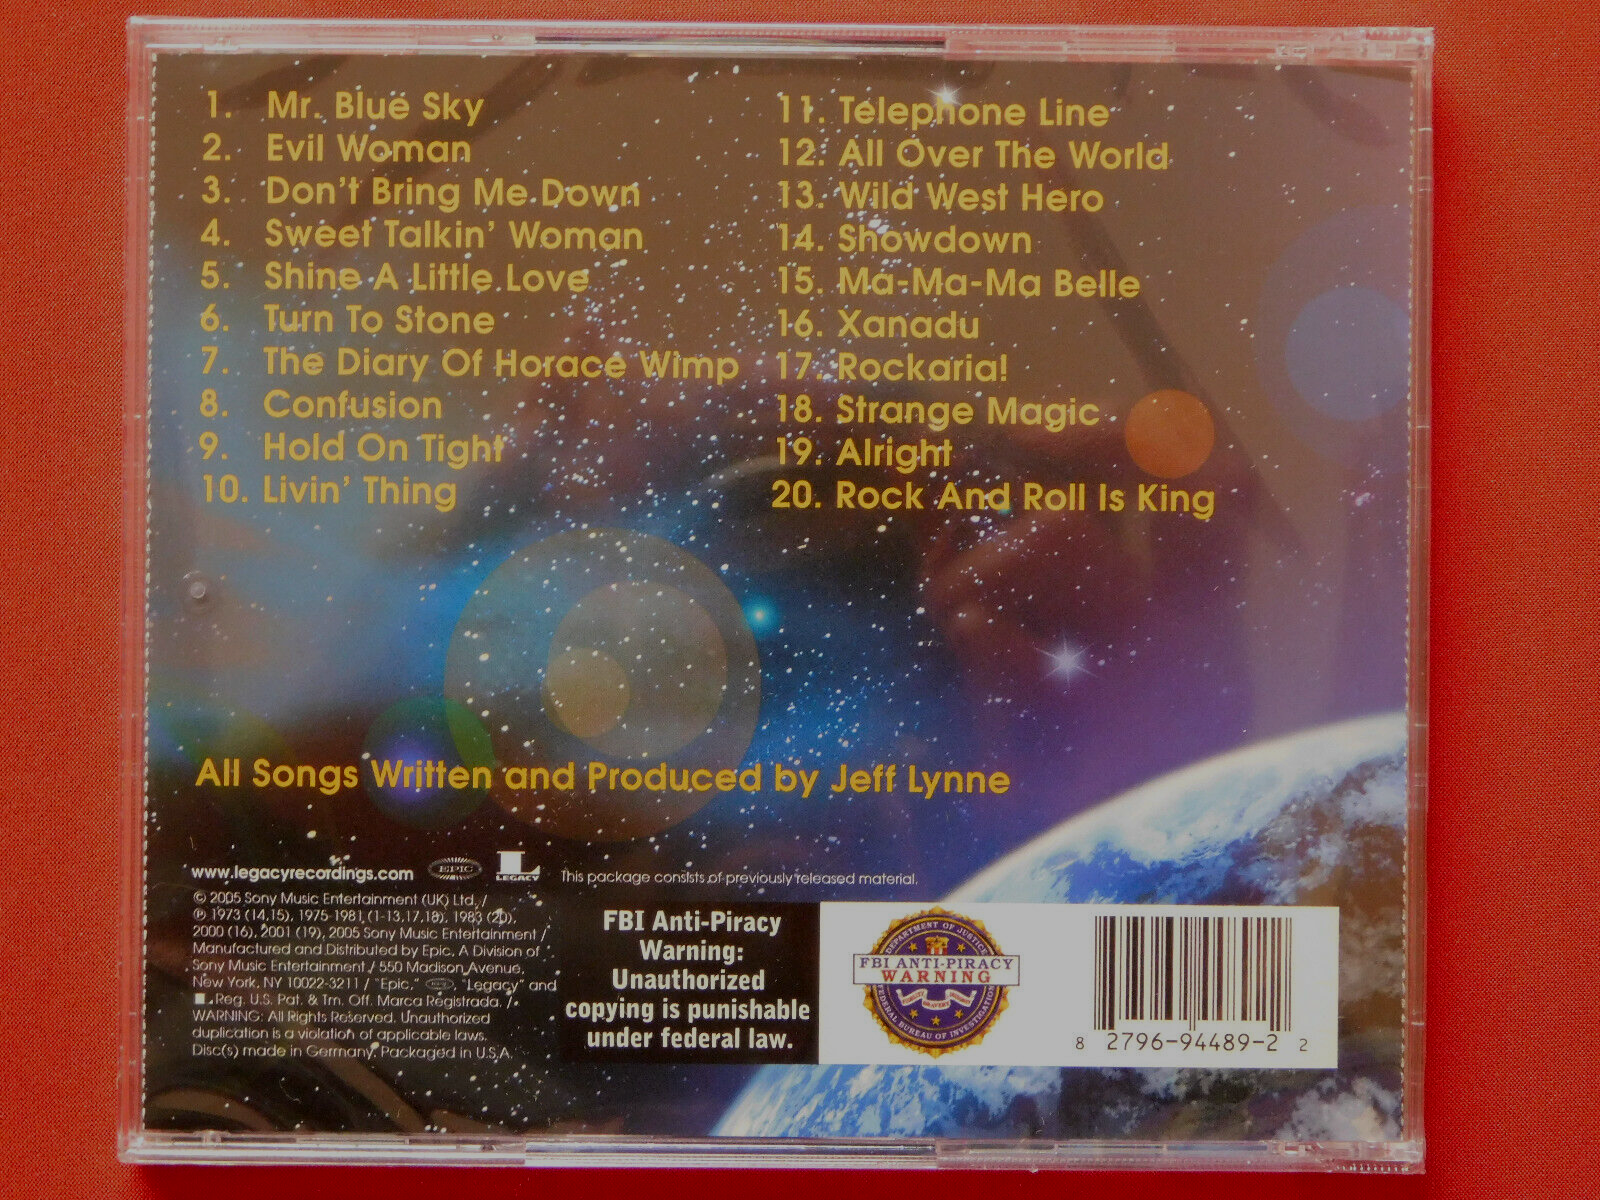 1. Mr. Blue Sky
2. Evil Woman
3. Don't Bring Me Down
4. Sweet Talkin' Woman
5. Shine A Little Love
6. Turn To Stone
7. The Diary Of Horace Wimp
8. Confusion
9. Hold On Tight
10. Livin' Thing
11. Telephone Line
12. All Over The World
13. Wild West Hero
14. Showdown
15. Ma-Ma-Ma Belle
16. Xanadu
17. Rockaria!
18. Strange Magic
19. Alright
20. Rock And Roll Is King
All Songs Written and Produced by Jeff Lynne
www.legacyrecordings.com
EPIC
L
LEGACY
This package consists of previously released material.
© 2005 Sony Music Entertainment (UK) Ltd. /
℗ 1973 (14,15), 1975-1981, (1-13,17,18), 1983 (20),
2000 (16), 2001 (19), 2005 Sony Music Entertainment /
Manufactured and Distributed by Epic, A Division of
Sony Music Entertainment / 550 Madison Avenue,
New York, NY 10022-3211 / "Epic," , "Legacy" and
Reg. U.S. Pat. & Tm. Off. Marca Registrada. /
WARNING: All Rights Reserved. Unauthorized
duplication is a violation of applicable laws.
Disc(s) made in Germany. Packaged in U.S.A.
FBI Anti-Piracy
Warning:
Unauthorized
copying is punishable
under federal law.
DEPARTMENT OF JUSTICE
FBI ANTI-PIRACY
WARNING
FIDELITY BRAVERY INTEGRITY
FEDERAL BUREAU OF INVESTIGATION
8 2796-94489-2 2